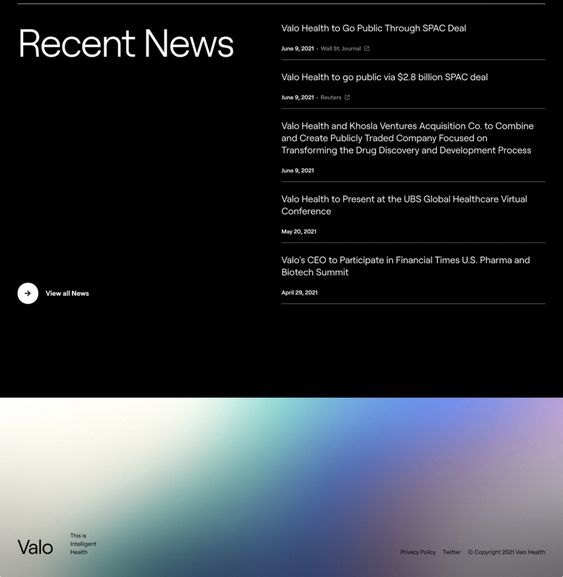 Recent News
Valo Health to Go Public Through SPAC Deal
June 9, 2021 - Wall St. Journal
Valo Health to go public via $2.8 billion SPAC deal
June 9, 2021 - Reuters
Valo Health and Khosla Ventures Acquisition Co. to Combine
and Create Publicly Traded Company Focused on
Transforming the Drug Discovery and Development Process
June 9, 2021
Valo Health to Present at the UBS Global Healthcare Virtual
Conference
May 20, 2021
Valo's CEO to Participate in Financial Times U.S. Pharma and
Biotech Summit
April 29, 2021
View all News
Valo
This is
Intelligent
Health
Privacy Policy Twitter © Copyright 2021 Valo Health